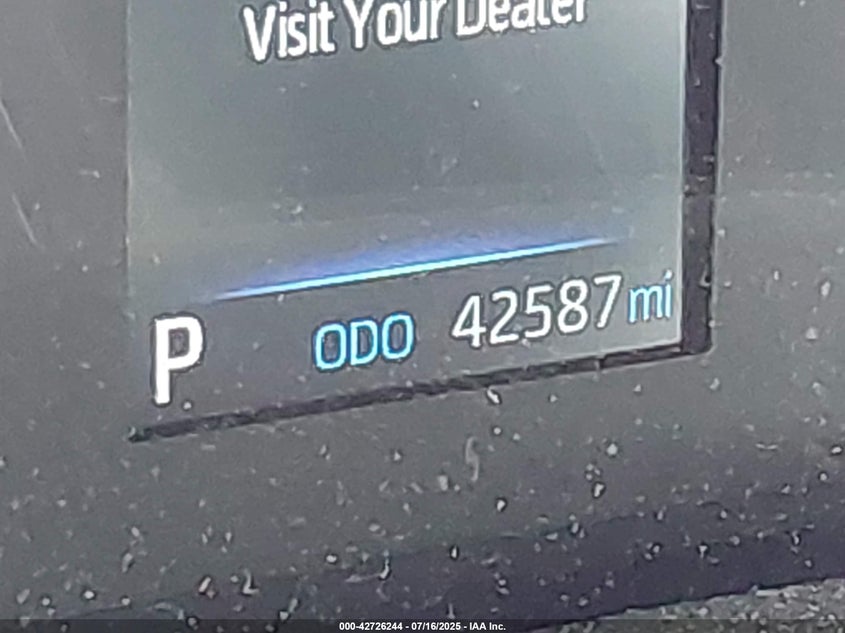 Visit Your Dealer
P ODO 42587 mi
000-42726244 - 07/16/2025 - IAA Inc.